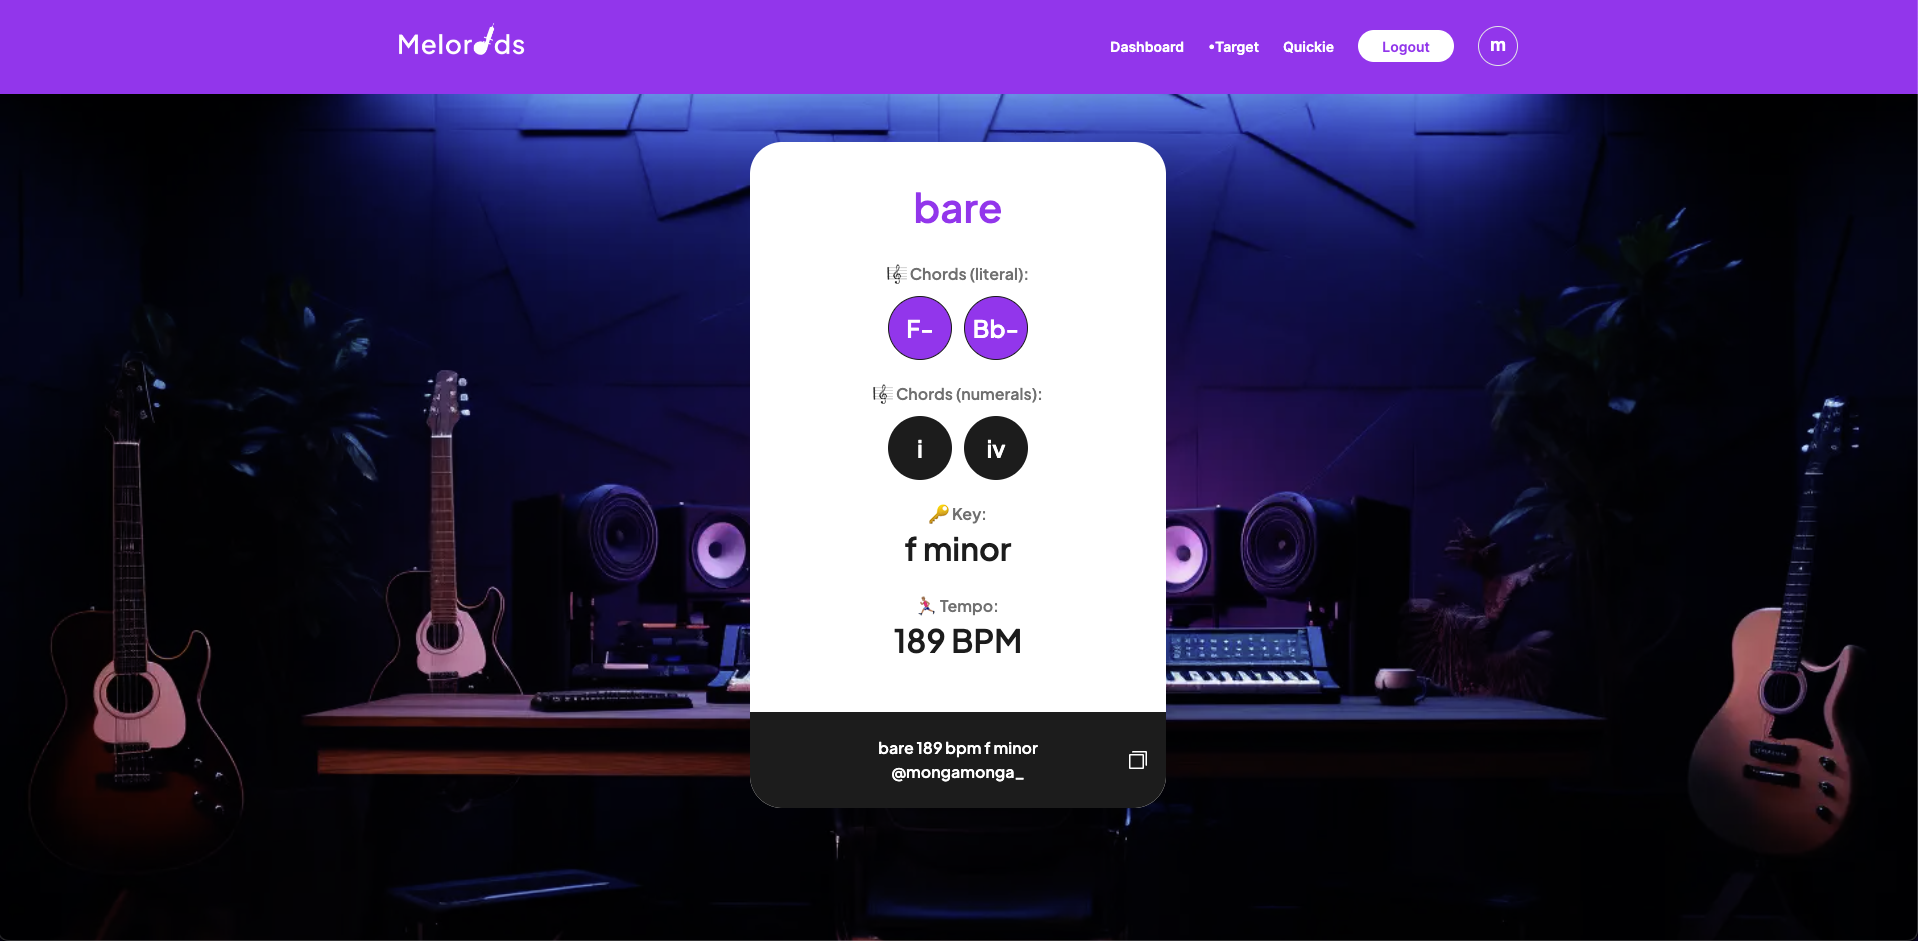 Melorods
Dashboard
•Target
Quickie
Logout
m
bare
🎼 Chords (literal):
F-
Bb-
🎼 Chords (numerals):
i
iv
🔑 Key:
f minor
🏃 Tempo:
189 BPM
bare 189 bpm f minor
@mongamonga_